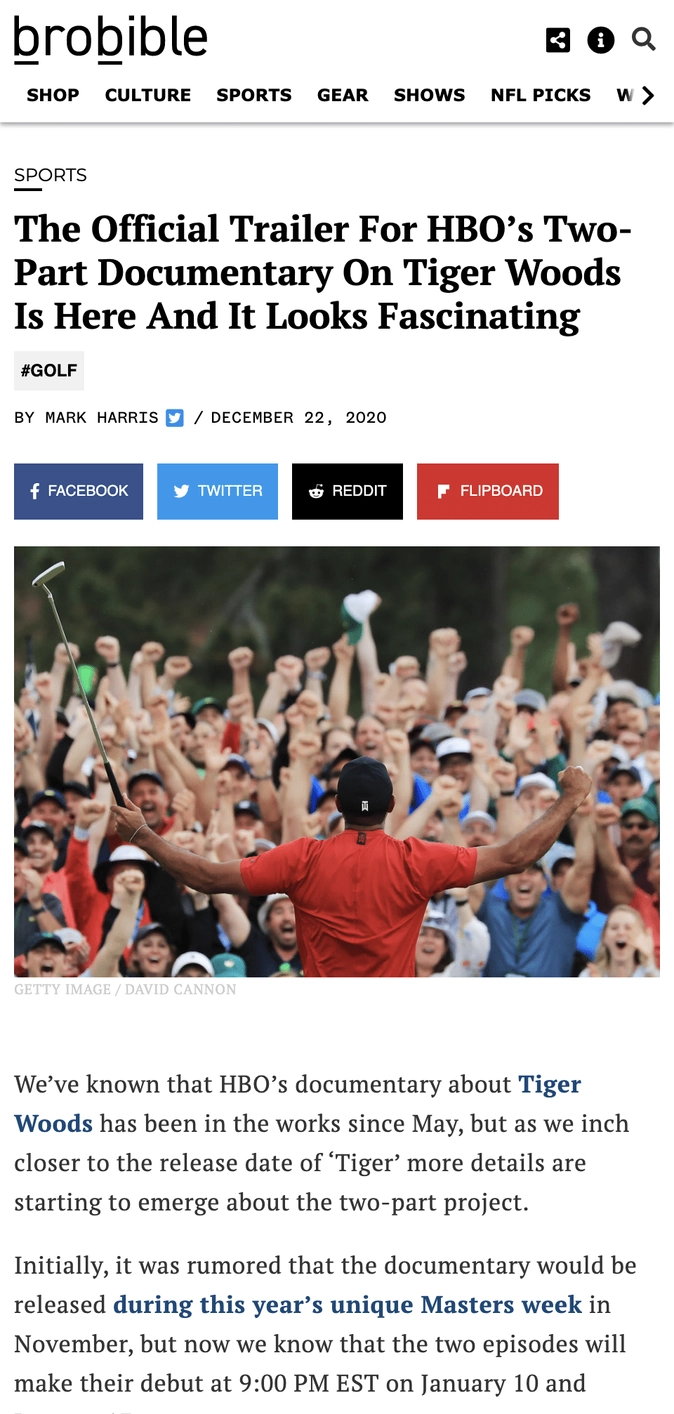 brobible
SHOP CULTURE SPORTS GEAR SHOWS NFL PICKS
SPORTS
The Official Trailer For HBO’s Two-
Part Documentary On Tiger Woods
Is Here And It Looks Fascinating
#GOLF
BY MARK HARRIS / DECEMBER 22, 2020
FACEBOOK TWITTER REDDIT FLIPBOARD
GETTY IMAGE / DAVID CANNON
We’ve known that HBO’s documentary about Tiger
Woods has been in the works since May, but as we inch
closer to the release date of ‘Tiger’ more details are
starting to emerge about the two-part project.
Initially, it was rumored that the documentary would be
released during this year’s unique Masters week in
November, but now we know that the two episodes will
make their debut at 9:00 PM EST on January 10 and